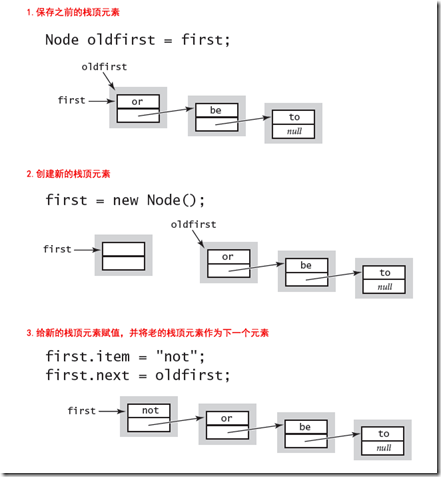 1.保存之前的栈顶元素
Node oldfirst = first;
oldfirst
first
or
be
to
null
2.创建新的栈顶元素
first = new Node();
oldfirst
first
or
be
to
null
3.给新的栈顶元素赋值，并将老的栈顶元素作为下一个元素
first.item = "not";
first.next = oldfirst;
first
not
or
be
to
null